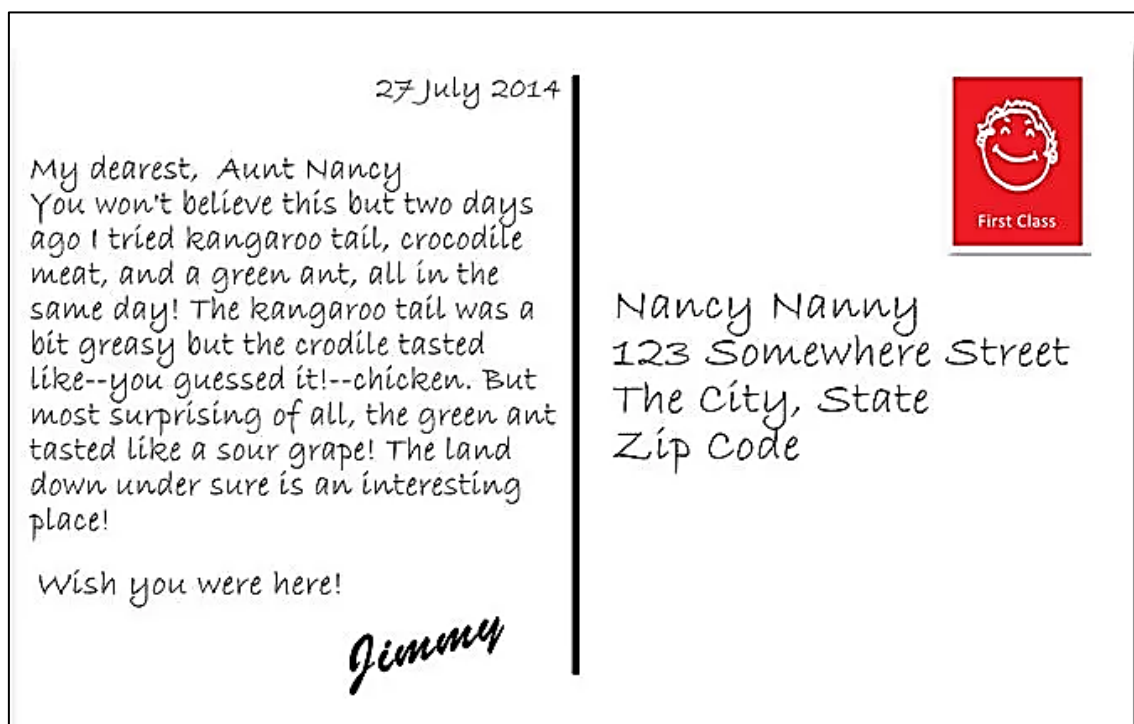 27 July 2014
My dearest,  Aunt Nancy
You won't believe this but two days
ago I tried kangaroo tail, crocodile
meat, and a green ant, all in the
same day! The kangaroo tail was a
bit greasy but the crodile tasted
like--you guessed it!--chicken. But
most surprising of all, the green ant
tasted like a sour grape! The land
down under sure is an interesting
place!
Wish you were here!
Jimmy
First Class
Nancy Nanny
123 Somewhere Street
The City, State
Zip Code